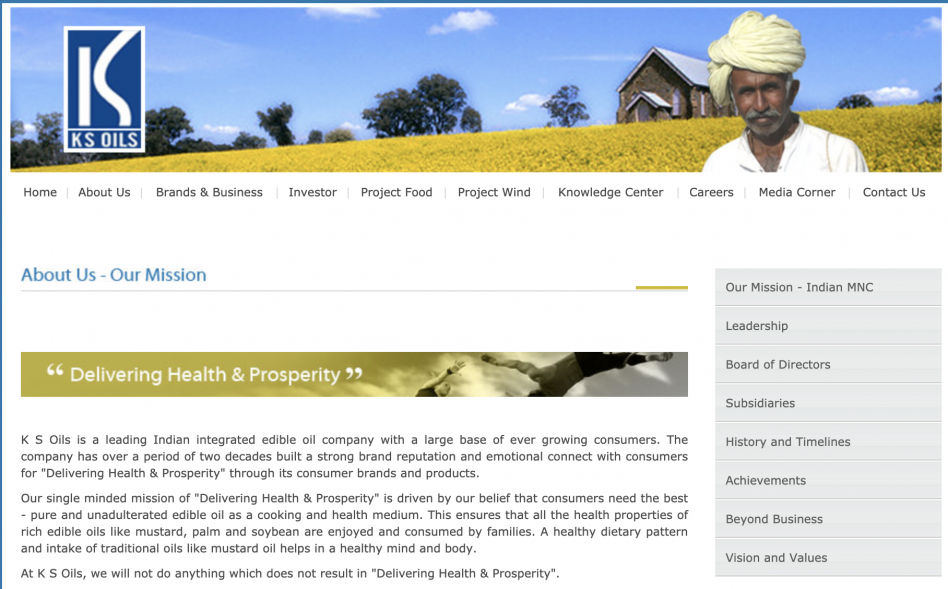 KS OILS
Home | About Us | Brands & Business | Investor | Project Food | Project Wind | Knowledge Center | Careers | Media Corner | Contact Us
About Us - Our Mission
“ Delivering Health & Prosperity ”
K S Oils is a leading Indian integrated edible oil company with a large base of ever growing consumers. The
company has over a period of two decades built a strong brand reputation and emotional connect with consumers
for "Delivering Health & Prosperity" through its consumer brands and products.
Our single minded mission of "Delivering Health & Prosperity" is driven by our belief that consumers need the best
- pure and unadulterated edible oil as a cooking and health medium. This ensures that all the health properties of
rich edible oils like mustard, palm and soybean are enjoyed and consumed by families. A healthy dietary pattern
and intake of traditional oils like mustard oil helps in a healthy mind and body.
At K S Oils, we will not do anything which does not result in "Delivering Health & Prosperity".
Our Mission - Indian MNC
Leadership
Board of Directors
Subsidiaries
History and Timelines
Achievements
Beyond Business
Vision and Values